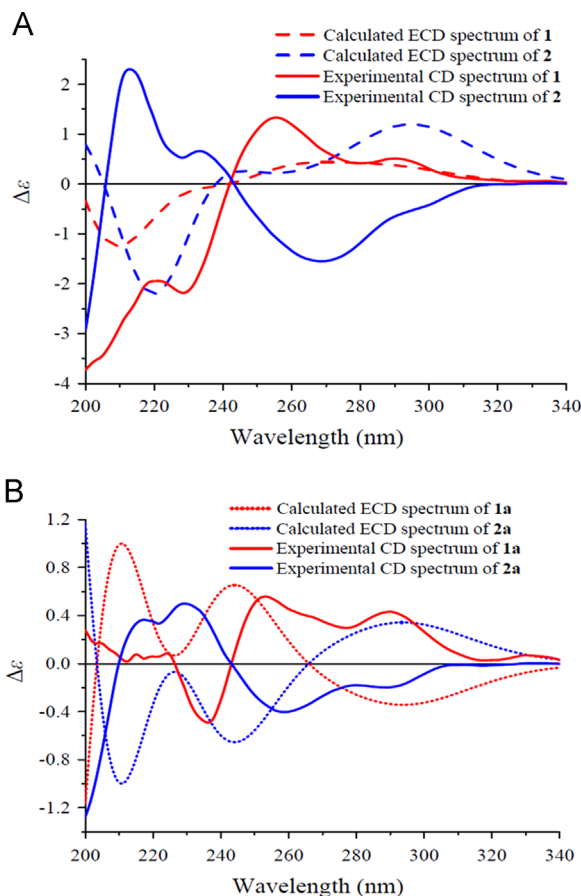 A
Calculated ECD spectrum of 1
Calculated ECD spectrum of 2
Experimental CD spectrum of 1
Experimental CD spectrum of 2
2
1
0
-1
-2
-3
-4
Δε
200 220 240 260 280 300 320 340
Wavelength (nm)
B
Calculated ECD spectrum of 1a
Calculated ECD spectrum of 2a
Experimental CD spectrum of 1a
Experimental CD spectrum of 2a
1.2
0.8
0.4
0.0
-0.4
-0.8
-1.2
Δε
200 220 240 260 280 300 320 340
Wavelength (nm)